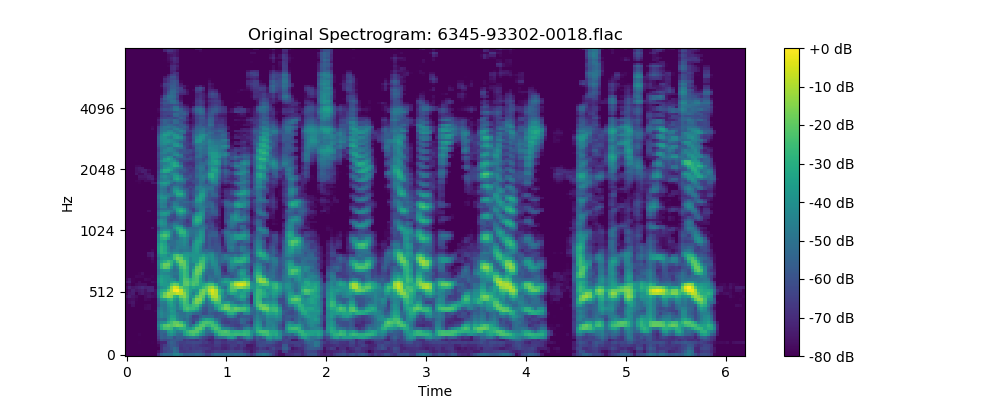 Original Spectrogram: 6345-93302-0018.flac
Hz
4096
2048
1024
512
0
0 1 2 3 4 5 6
Time
+0 dB
-10 dB
-20 dB
-30 dB
-40 dB
-50 dB
-60 dB
-70 dB
-80 dB